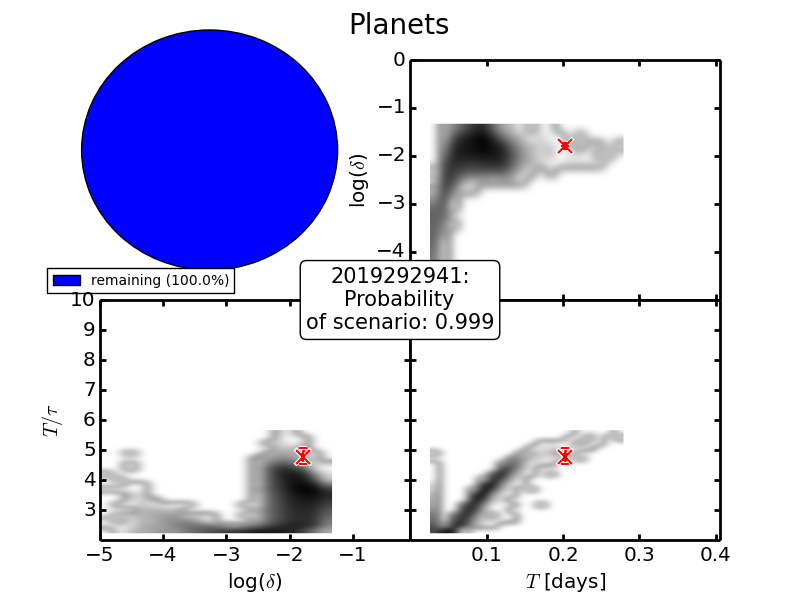 Planets
0
−1
−2
−3
−4
log(δ)
remaining (100.0%)
2019292941:
Probability
of scenario: 0.999
10
9
8
7
6
5
4
3
T/τ
−5
−4
−3
−2
−1
log(δ)
0.1
0.2
0.3
0.4
T [days]